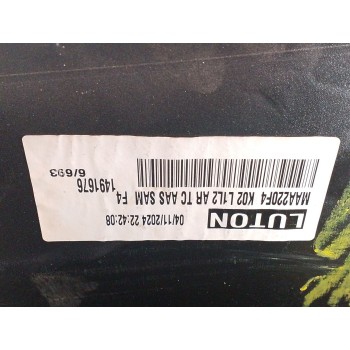 LUTON
04/11/2024 22:42:08
MAA220F4 K02 L1L2 AR TC AAS SAM F4
1491676
6/693